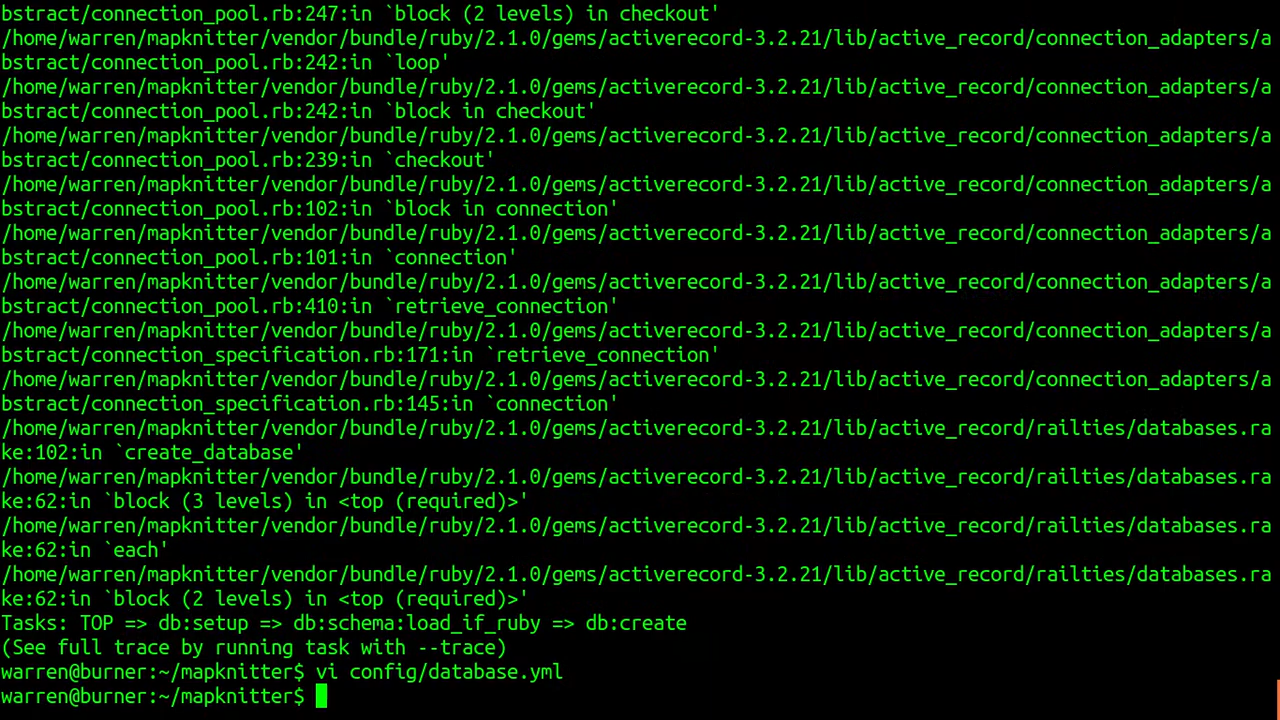 bstract/connection_pool.rb:247:in `block (2 levels) in checkout'
/home/warren/mapknitter/vendor/bundle/ruby/2.1.0/gems/activerecord-3.2.21/lib/active_record/connection_adapters/a
bstract/connection_pool.rb:242:in `loop'
/home/warren/mapknitter/vendor/bundle/ruby/2.1.0/gems/activerecord-3.2.21/lib/active_record/connection_adapters/a
bstract/connection_pool.rb:242:in `block in checkout'
/home/warren/mapknitter/vendor/bundle/ruby/2.1.0/gems/activerecord-3.2.21/lib/active_record/connection_adapters/a
bstract/connection_pool.rb:239:in `checkout'
/home/warren/mapknitter/vendor/bundle/ruby/2.1.0/gems/activerecord-3.2.21/lib/active_record/connection_adapters/a
bstract/connection_pool.rb:102:in `block in connection'
/home/warren/mapknitter/vendor/bundle/ruby/2.1.0/gems/activerecord-3.2.21/lib/active_record/connection_adapters/a
bstract/connection_pool.rb:101:in `connection'
/home/warren/mapknitter/vendor/bundle/ruby/2.1.0/gems/activerecord-3.2.21/lib/active_record/connection_adapters/a
bstract/connection_pool.rb:410:in `retrieve_connection'
/home/warren/mapknitter/vendor/bundle/ruby/2.1.0/gems/activerecord-3.2.21/lib/active_record/connection_adapters/a
bstract/connection_specification.rb:171:in `retrieve_connection'
/home/warren/mapknitter/vendor/bundle/ruby/2.1.0/gems/activerecord-3.2.21/lib/active_record/connection_adapters/a
bstract/connection_specification.rb:145:in `connection'
/home/warren/mapknitter/vendor/bundle/ruby/2.1.0/gems/activerecord-3.2.21/lib/active_record/railties/databases.ra
ke:102:in `create_database'
/home/warren/mapknitter/vendor/bundle/ruby/2.1.0/gems/activerecord-3.2.21/lib/active_record/railties/databases.ra
ke:62:in `block (3 levels) in <top (required)>'
/home/warren/mapknitter/vendor/bundle/ruby/2.1.0/gems/activerecord-3.2.21/lib/active_record/railties/databases.ra
ke:62:in `each'
/home/warren/mapknitter/vendor/bundle/ruby/2.1.0/gems/activerecord-3.2.21/lib/active_record/railties/databases.ra
ke:62:in `block (2 levels) in <top (required)>'
Tasks: TOP => db:setup => db:schema:load_if_ruby => db:create
(See full trace by running task with --trace)
warren@burner:~/mapknitter$ vi config/database.yml
warren@burner:~/mapknitter$